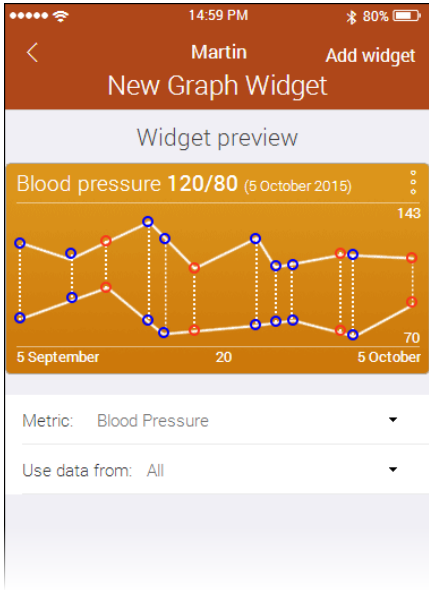 14:59 PM 80%
Martin
Add widget
New Graph Widget
Widget preview
Blood pressure 120/80 (5 October 2015)
143
70
5 September 20 5 October
Metric: Blood Pressure
Use data from: All